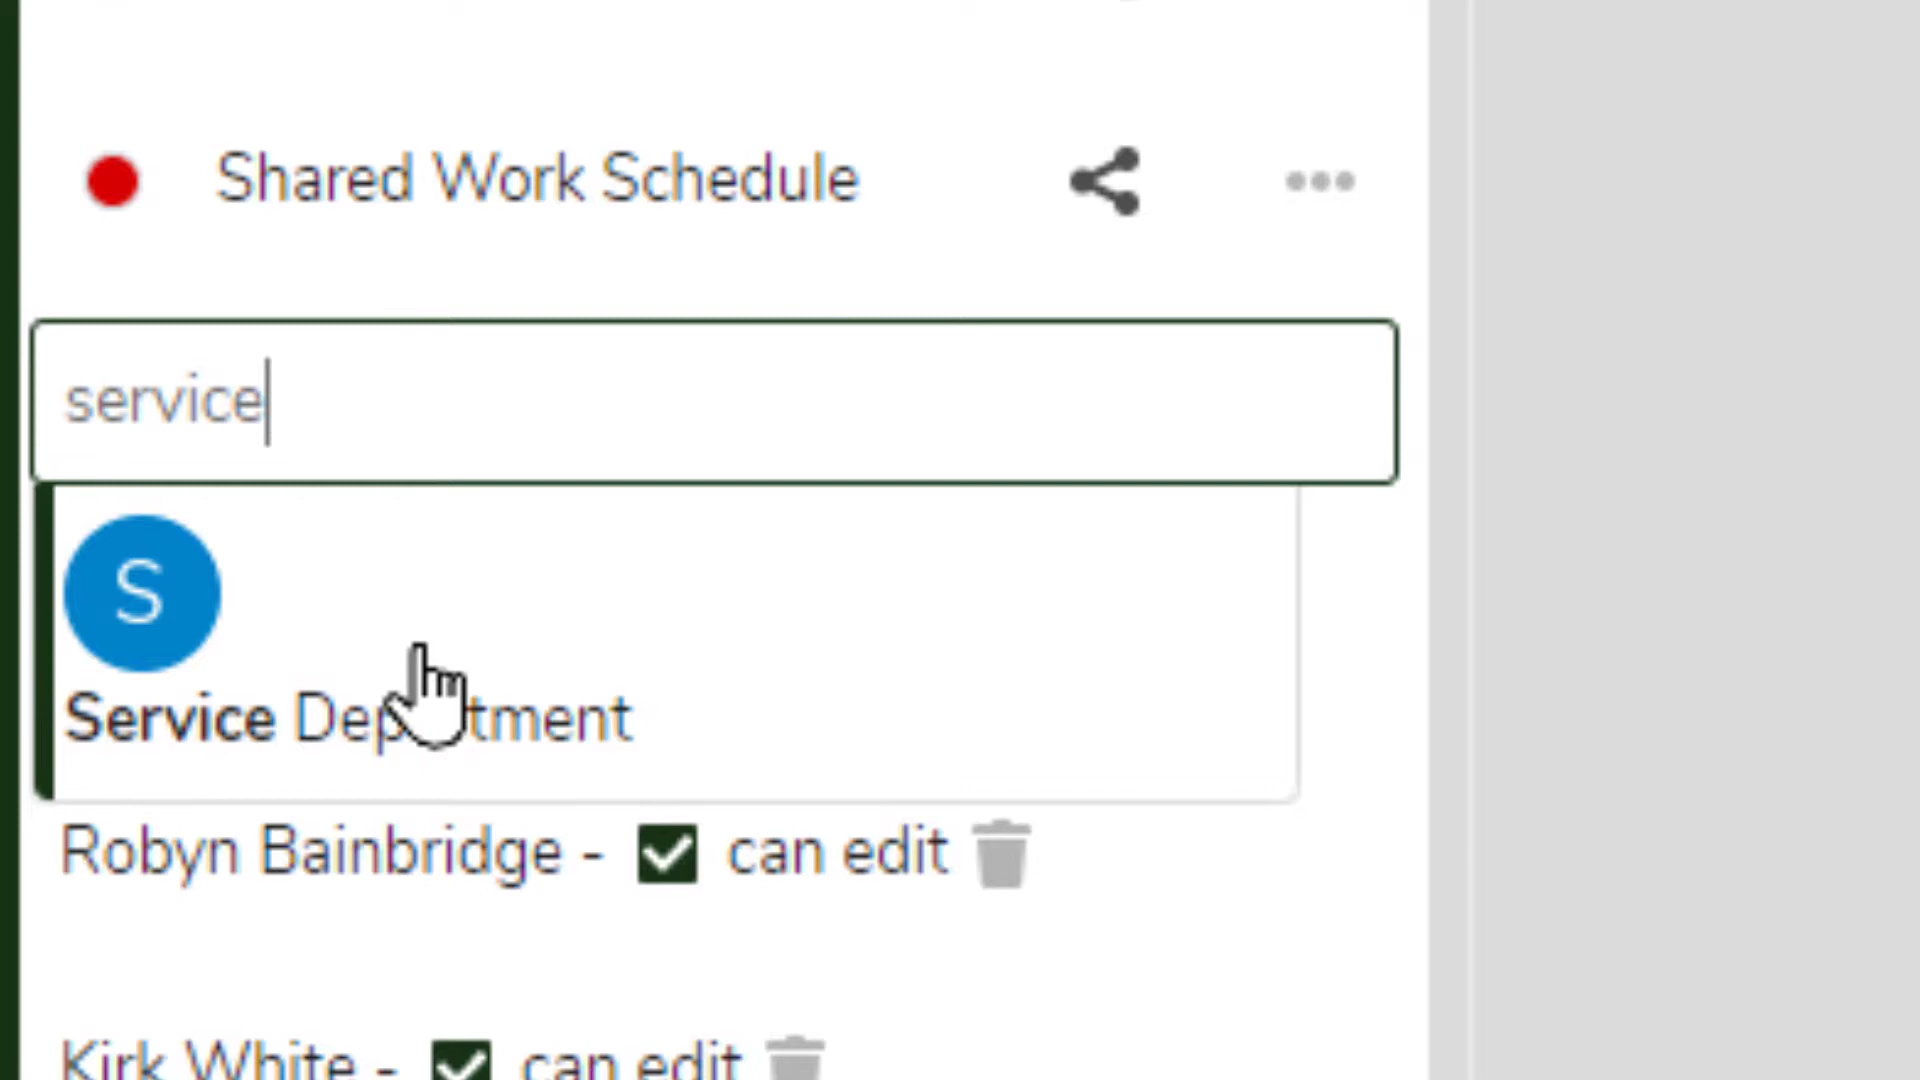 Shared Work Schedule
service
S
Service Department
Robyn Bainbridge - can edit
Kirk White - can edit